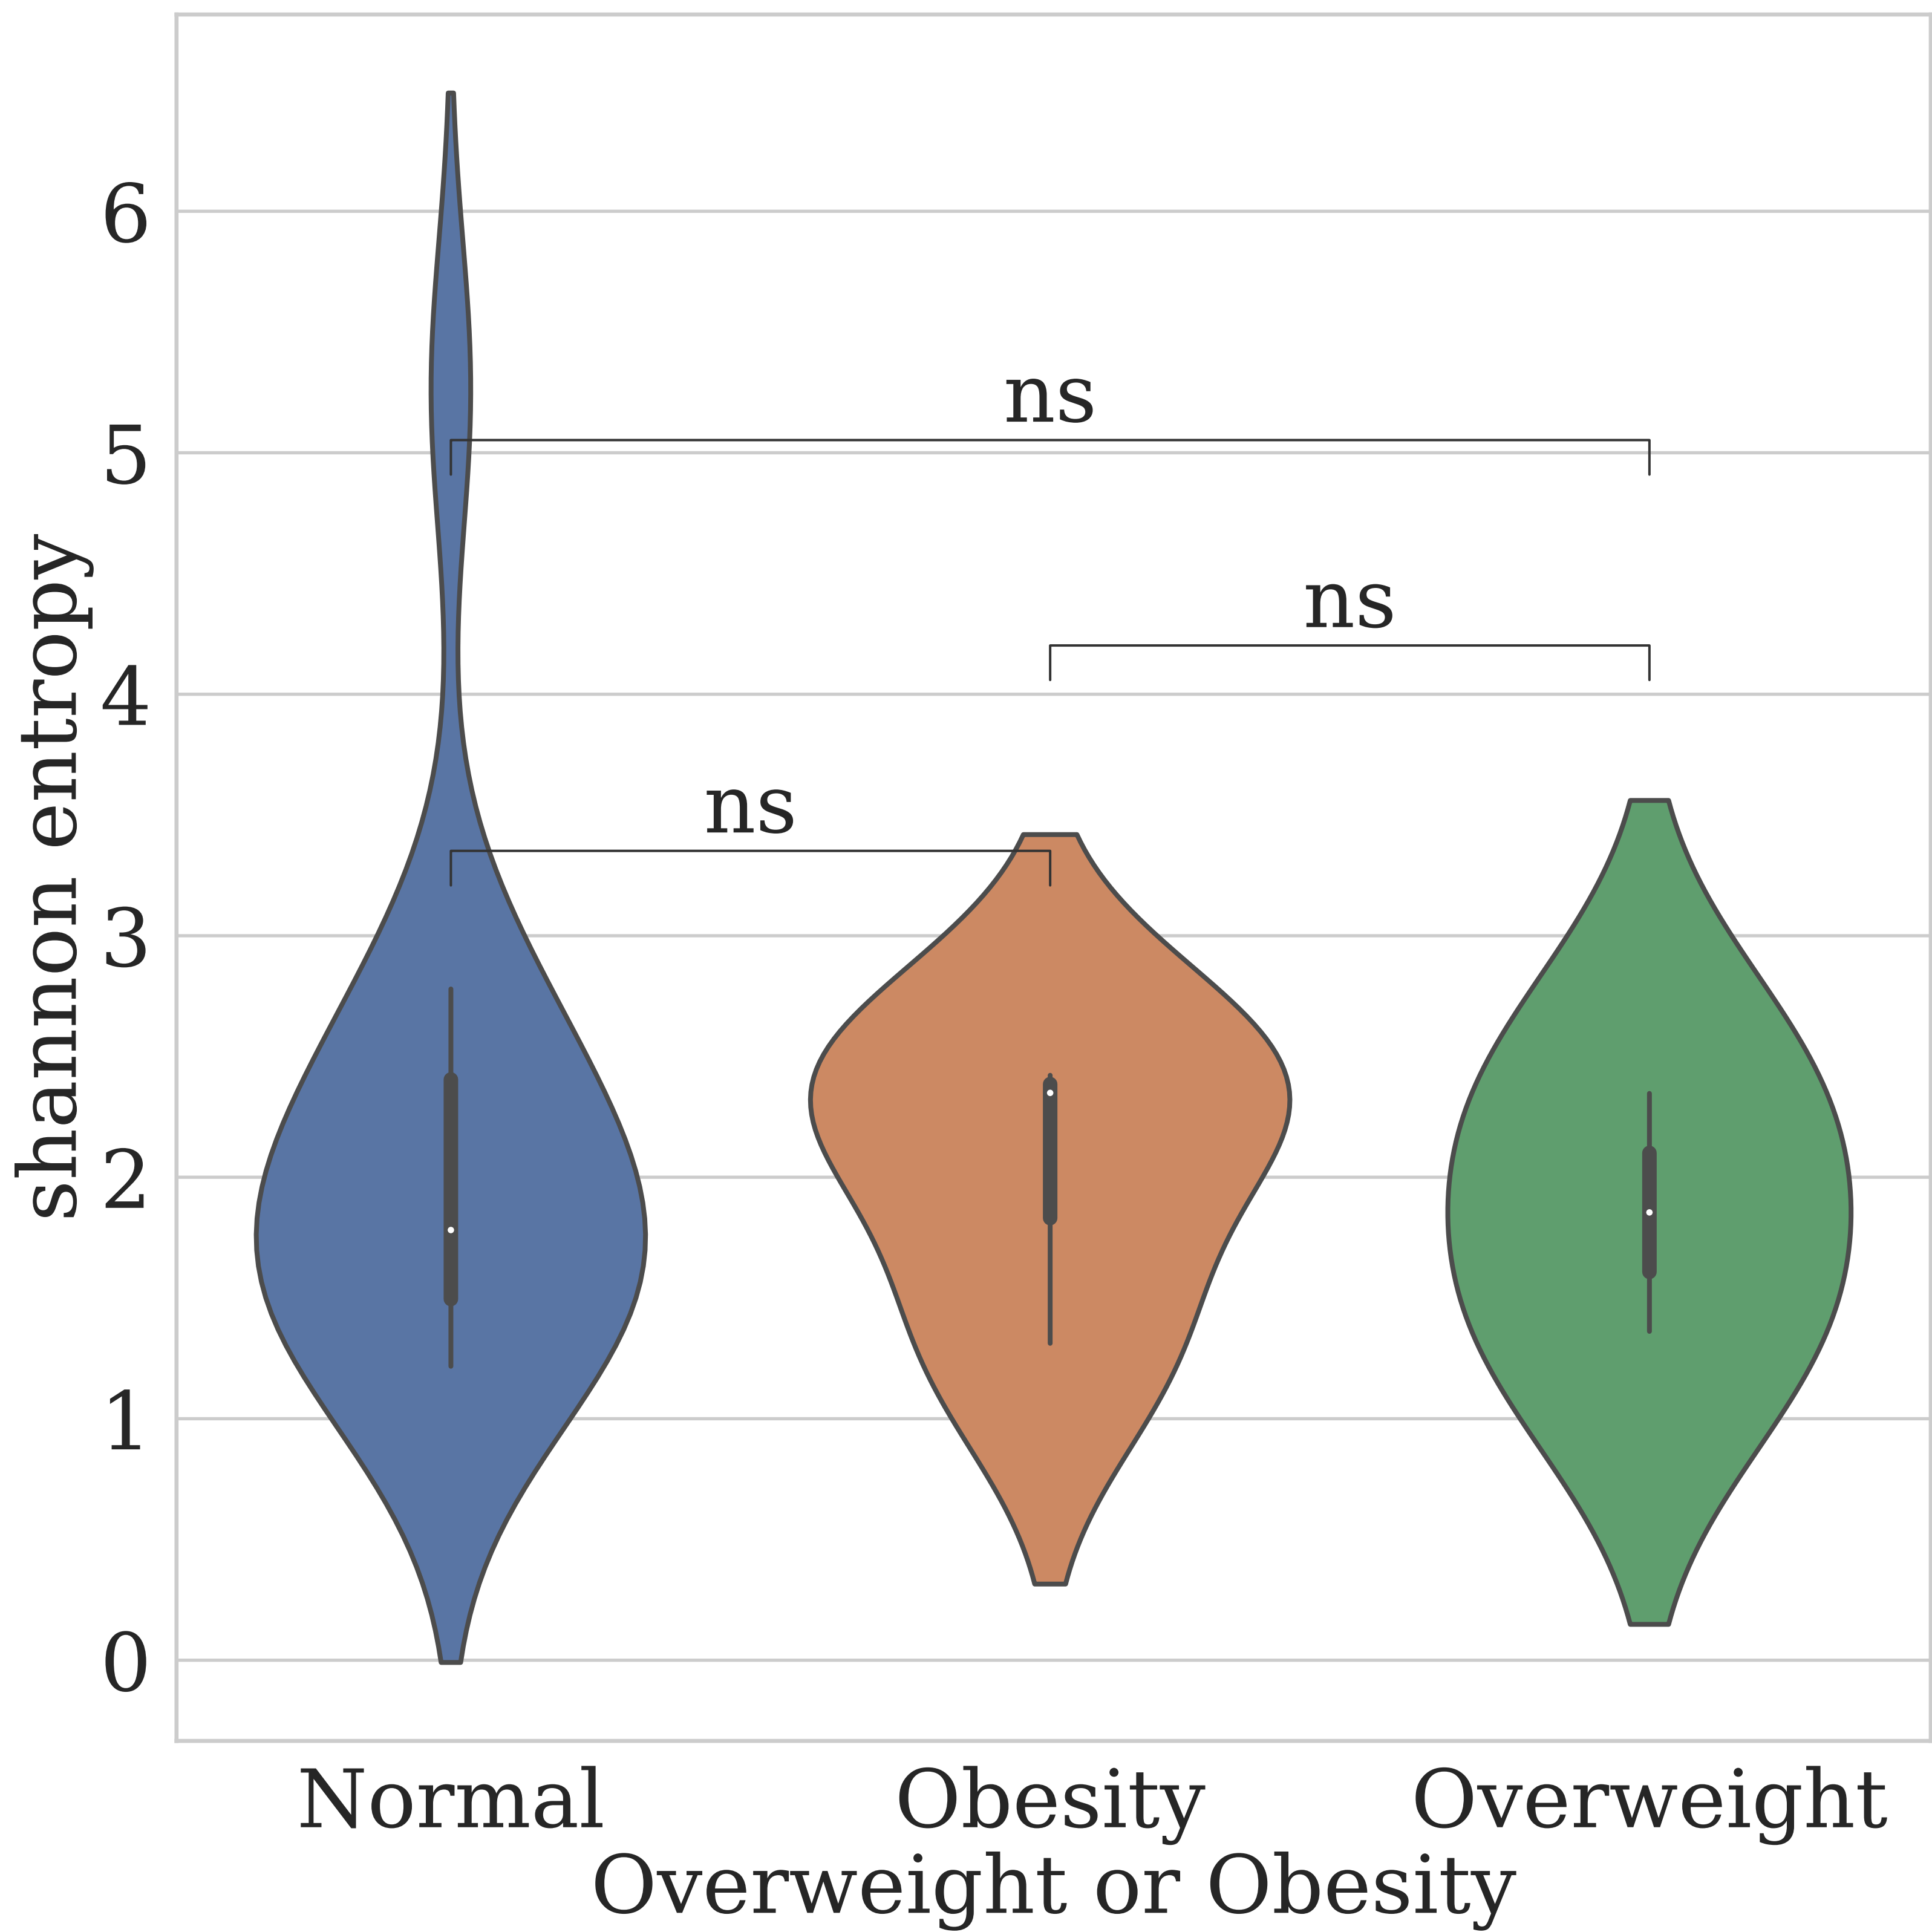 shannon entropy
6
5
4
3
2
1
0
ns
ns
ns
Normal Obesity Overweight
Overweight or Obesity